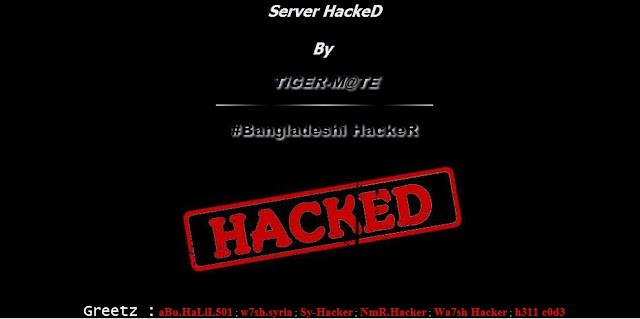 Server HackeD
By
TiGER-M@TE
#Bangladeshi HackeR
HACKED
Greetz : aBu.HaLiL501 ; w7sh.syria ; Sy-Hacker ; NmR.Hacker ; Wa7sh Hacker ; h311 c0d3